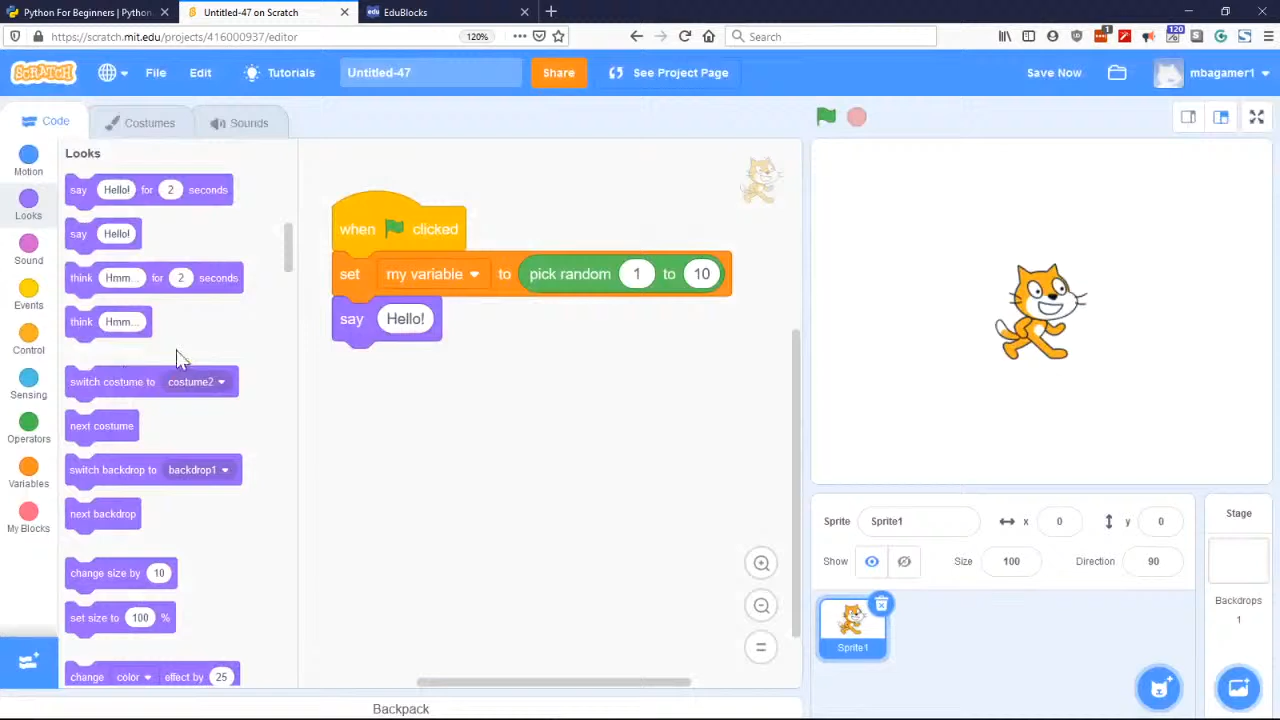 Python For Beginners | Python.
Untitled-47 on Scratch
EduBlocks
https://scratch.mit.edu/projects/416000937/editor
120%
Search
120
SCRATCH
File
Edit
Tutorials
Untitled-47
Share
See Project Page
Save Now
mbagamer1
Code
Costumes
Sounds
Motion
Looks
Sound
Events
Control
Sensing
Operators
Variables
My Blocks
Looks
say Hello! for 2 seconds
say Hello!
think Hmm... for 2 seconds
think Hmm...
switch costume to costume2
next costume
switch backdrop to backdrop1
next backdrop
change size by 10
set size to 100 %
change color effect by 25
when clicked
set my variable to pick random 1 to 10
say Hello!
Sprite Sprite1 x 0 y 0
Show Size 100 Direction 90
Sprite1
Stage
Backdrops
1
Backpack